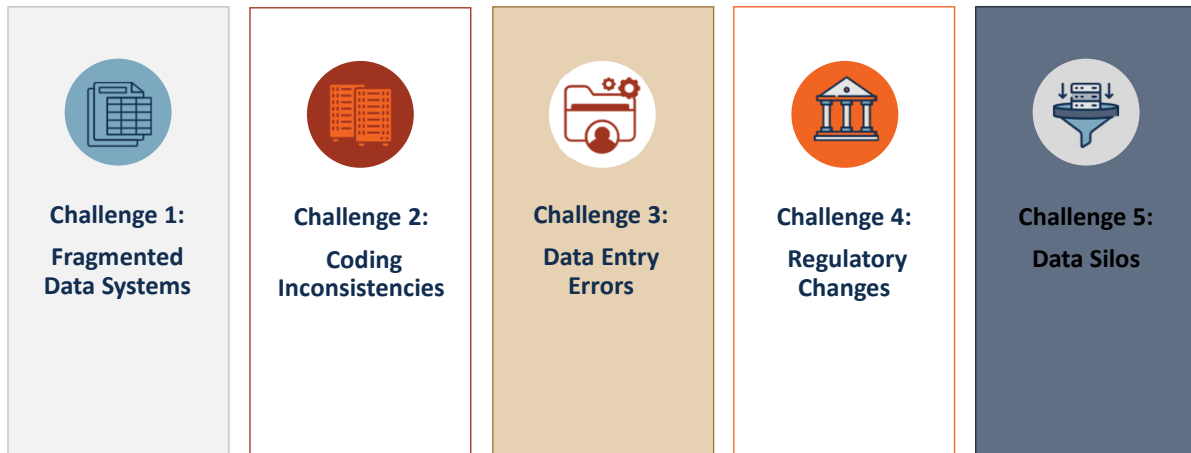 Challenge 1:
Fragmented
Data Systems
Challenge 2:
Coding
Inconsistencies
Challenge 3:
Data Entry
Errors
Challenge 4:
Regulatory
Changes
Challenge 5:
Data Silos